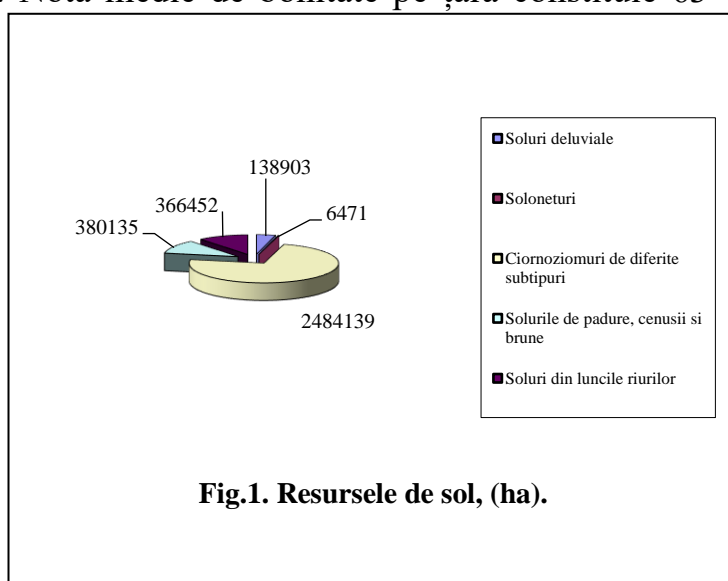 Nota medie de bonitate pe țară constituie 63
138903
366452
6471
380135
2484139
Soluri deluviale
Soloneturi
Ciornoziomuri de diferite
subtipuri
Solurile de padure, cenusii si
brune
Soluri din luncile riurilor
Fig.1. Resursele de sol, (ha).